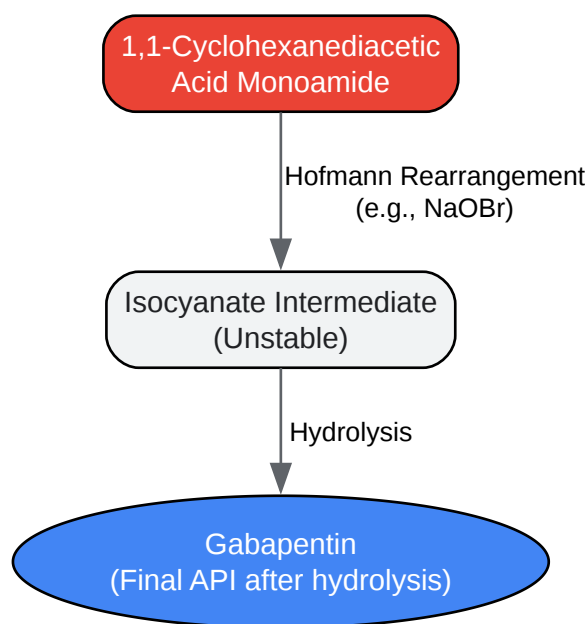 1,1-Cyclohexanediacetic
Acid Monoamide
Hofmann Rearrangement
(e.g., NaOBr)
Isocyanate Intermediate
(Unstable)
Hydrolysis
Gabapentin
(Final API after hydrolysis)